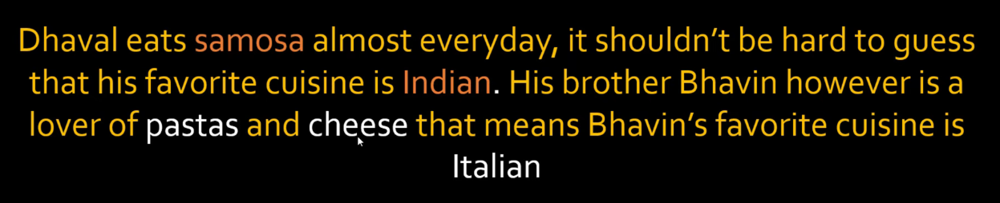 Dhaval eats samosa almost everyday, it shouldn't be hard to guess
that his favorite cuisine is Indian. His brother Bhavin however is a
lover of pastas and cheese that means Bhavin's favorite cuisine is
Italian